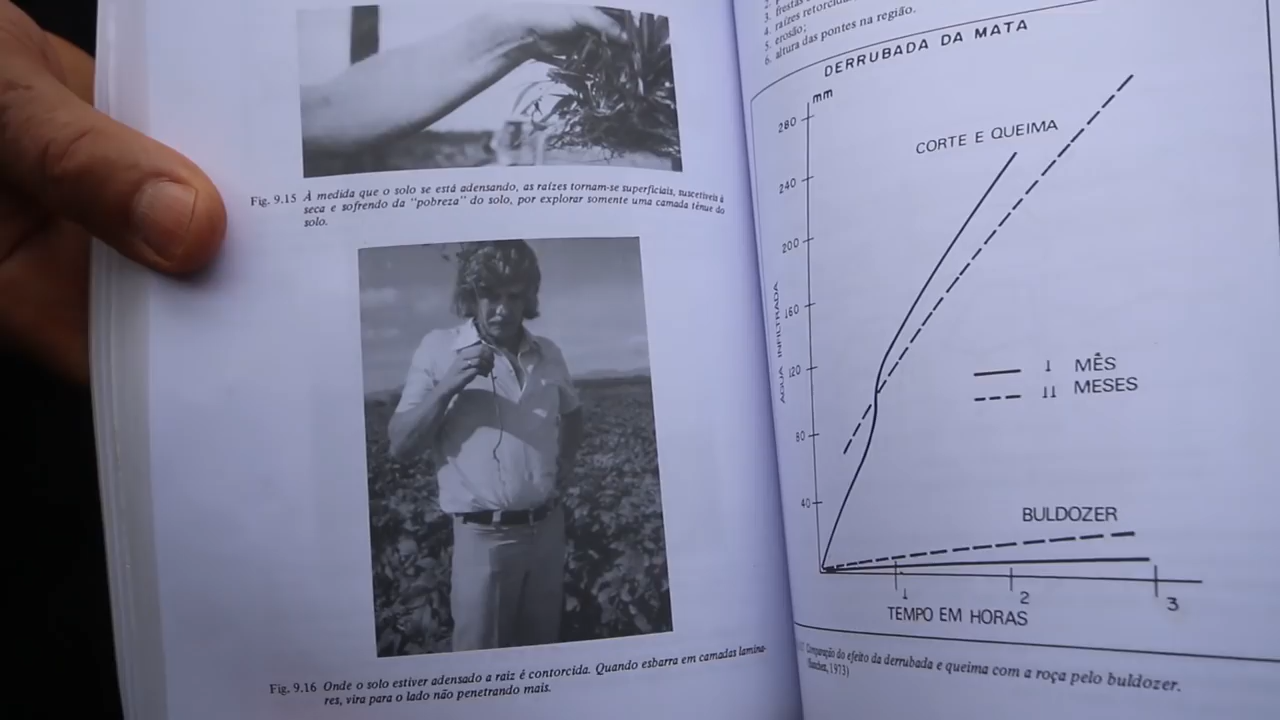 Fig. 9.15 À medida que o solo se está adensando, as raízes tornam-se superficiais, suscetíveis à
seca e sofrendo da "pobreza" do solo, por explorar somente uma camada tênue do
solo.
Fig. 9.16 Onde o solo estiver adensado a raiz é contorcida. Quando esbarra em camadas lamina-
res, vira para o lado não penetrando mais.
3. frestas
4. raízes
5. erosão;
6. altura das pontes na região.
DERRUBADA DA MATA
mm
280
CORTE E QUEIMA
240
200
160
ÁGUA INFILTRADA
120
I MÊS
II MESES
80
40
BULDOZER
1 2 3
TEMPO EM HORAS
Comparação do efeito da derrubada e queima com a roça pelo buldozer.
(Sanchez, 1973)